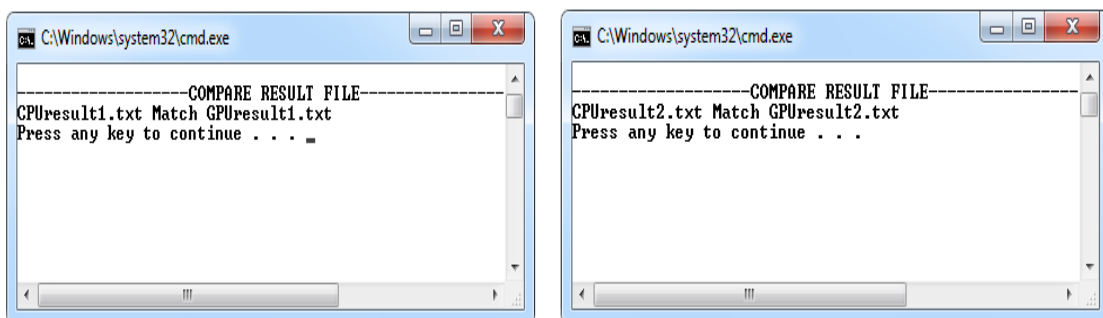 C:\Windows\system32\cmd.exe
------------------COMPARE RESULT FILE---------------
CPUresult1.txt Match GPUresult1.txt
Press any key to continue . . . _
C:\Windows\system32\cmd.exe
------------------COMPARE RESULT FILE---------------
CPUresult2.txt Match GPUresult2.txt
Press any key to continue . . .